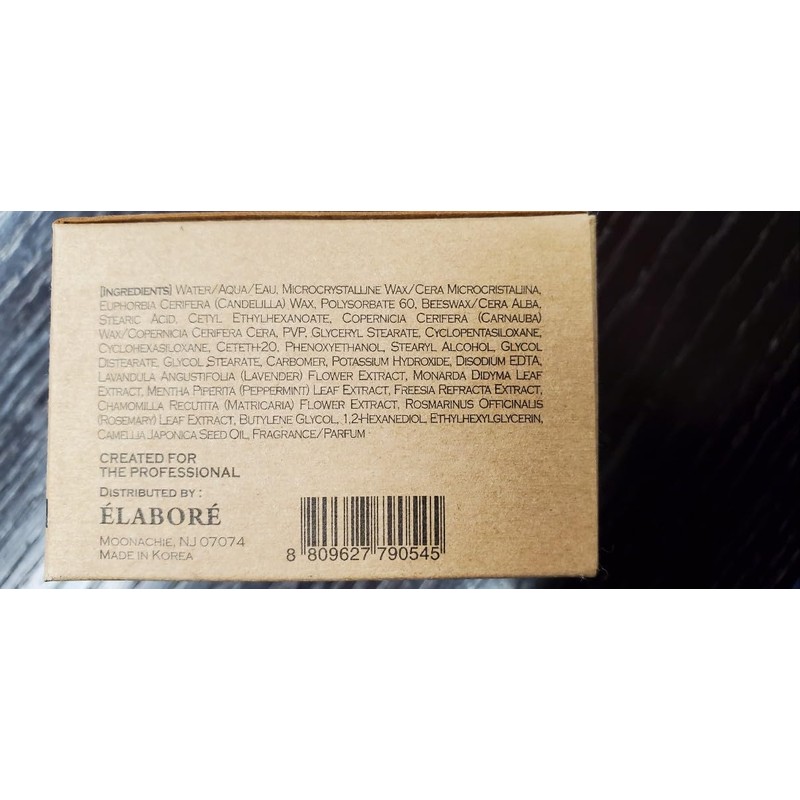 [Ingredients] Water/Aqua/Eau, Microcrystalline Wax/Cera Microcristallina,
Euphorbia Cerifera (Candelilla) Wax, Polysorbate 60, Beeswax/Cera Alba,
Stearic Acid, Cetyl Ethylhexanoate, Copernicia Cerifera (Carnauba)
Wax/Copernicia Cerifera Cera, PVP, Glyceryl Stearate, Cyclopentasiloxane,
Cyclohexasiloxane, Ceteth-20, Phenoxyethanol, Stearyl Alcohol, Glycol
Distearate, Glycol Stearate, Carbomer, Potassium Hydroxide, Disodium EDTA,
Lavandula Angustifolia (Lavender) Flower Extract, Monarda Didyma Leaf
Extract, Mentha Piperita (Peppermint) Leaf Extract, Freesia Refracta Extract,
Chamomilla Recutita (Matricaria) Flower Extract, Rosmarinus Officinalis
(Rosemary) Leaf Extract, Butylene Glycol, 1,2-Hexanediol, Ethylhexylglycerin,
Camellia Japonica Seed Oil, Fragrance/Parfum
CREATED FOR
THE PROFESSIONAL
Distributed by :
ÉLABORÉ
Moonachie, NJ 07074
Made in Korea
8 809627 790545